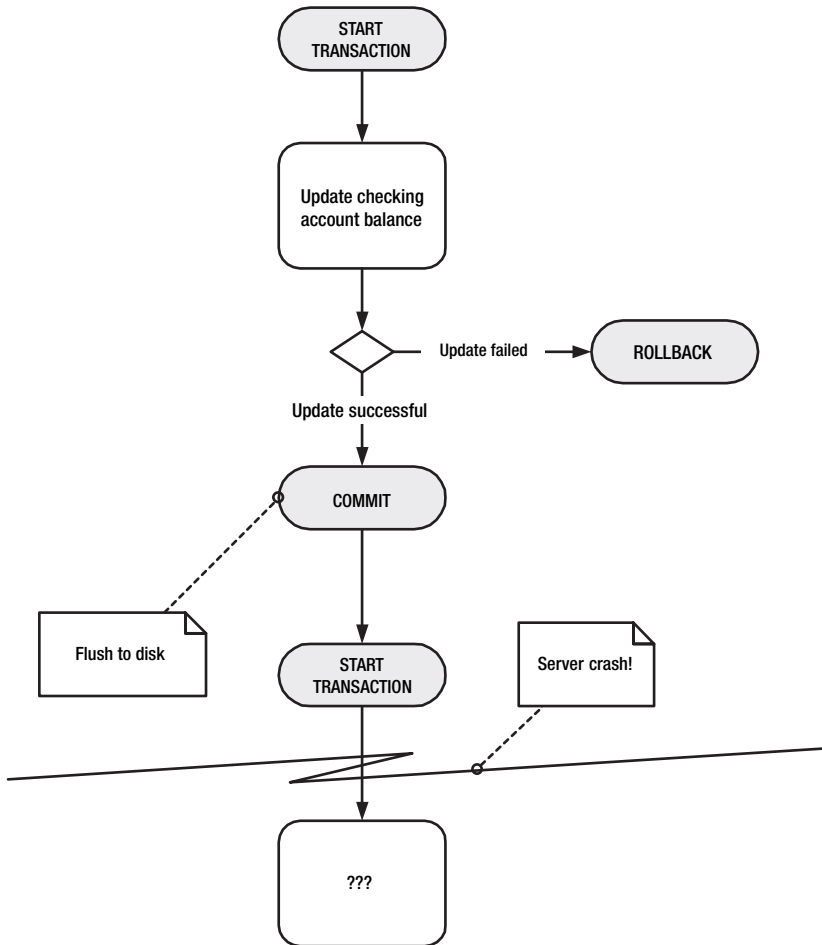 START
TRANSACTION
Update checking
account balance
Update failed
ROLLBACK
Update successful
COMMIT
Flush to disk
START
TRANSACTION
Server crash!
???